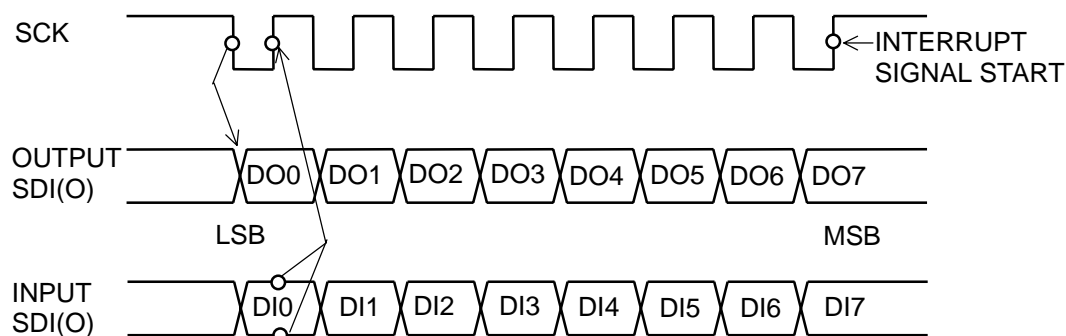 SCK
INTERRUPT
SIGNAL START
OUTPUT
SDI(O)
DO0 DO1 DO2 DO3 DO4 DO5 DO6 DO7
LSB MSB
INPUT
SDI(O)
DI0 DI1 DI2 DI3 DI4 DI5 DI6 DI7